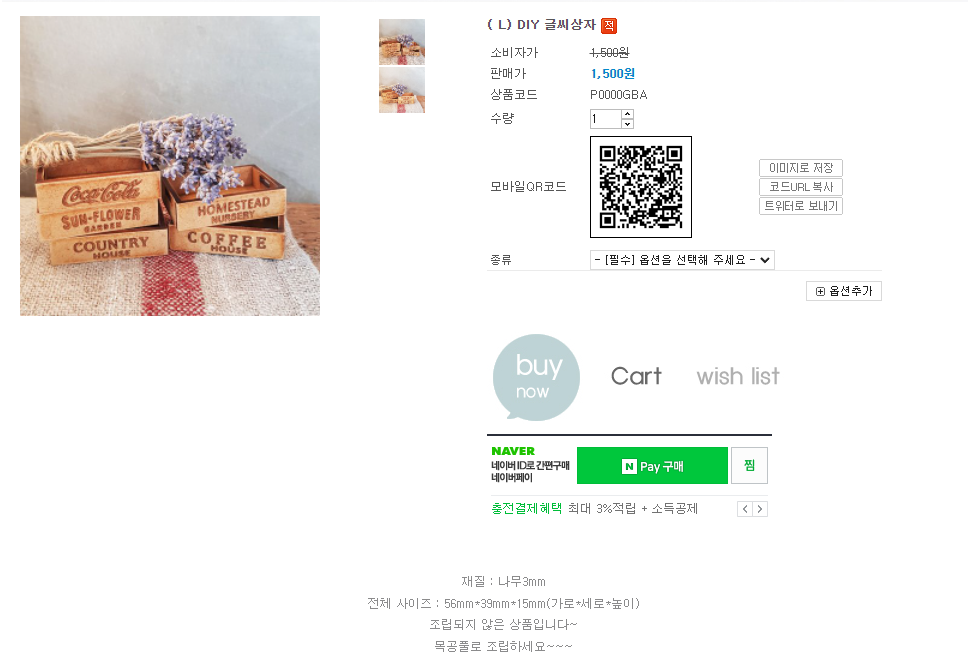 ( L) DIY 글씨상자 적
소비자가 1,500원
판매가 1,500원
상품코드 P0000GBA
수량 1
모바일QR코드
이미지로 저장
코드URL 복사
트위터로 보내기
종류 - [필수] 옵션을 선택해 주세요 -
옵션추가
Coca-Cola
SUN-FLOWER
GARDEN
COUNTRY
HOUSE
HOMESTEAD
NURSERY
COFFEE
HOUSE
buy
now
Cart
wish list
NAVER
네이버ID로 간편구매
네이버페이
N Pay 구매
찜
충전결제혜택 최대 3%적립 + 소득공제
재질 : 나무3mm
전체 사이즈 : 56mm*39mm*15mm(가로*세로*높이)
조립되지 않은 상품입니다~
목공풀로 조립하세요~~~